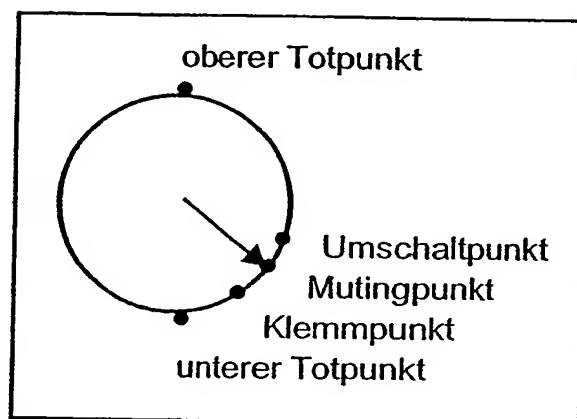 oberer Totpunkt
Umschaltpunkt
Mutingpunkt
Klemmpunkt
unterer Totpunkt